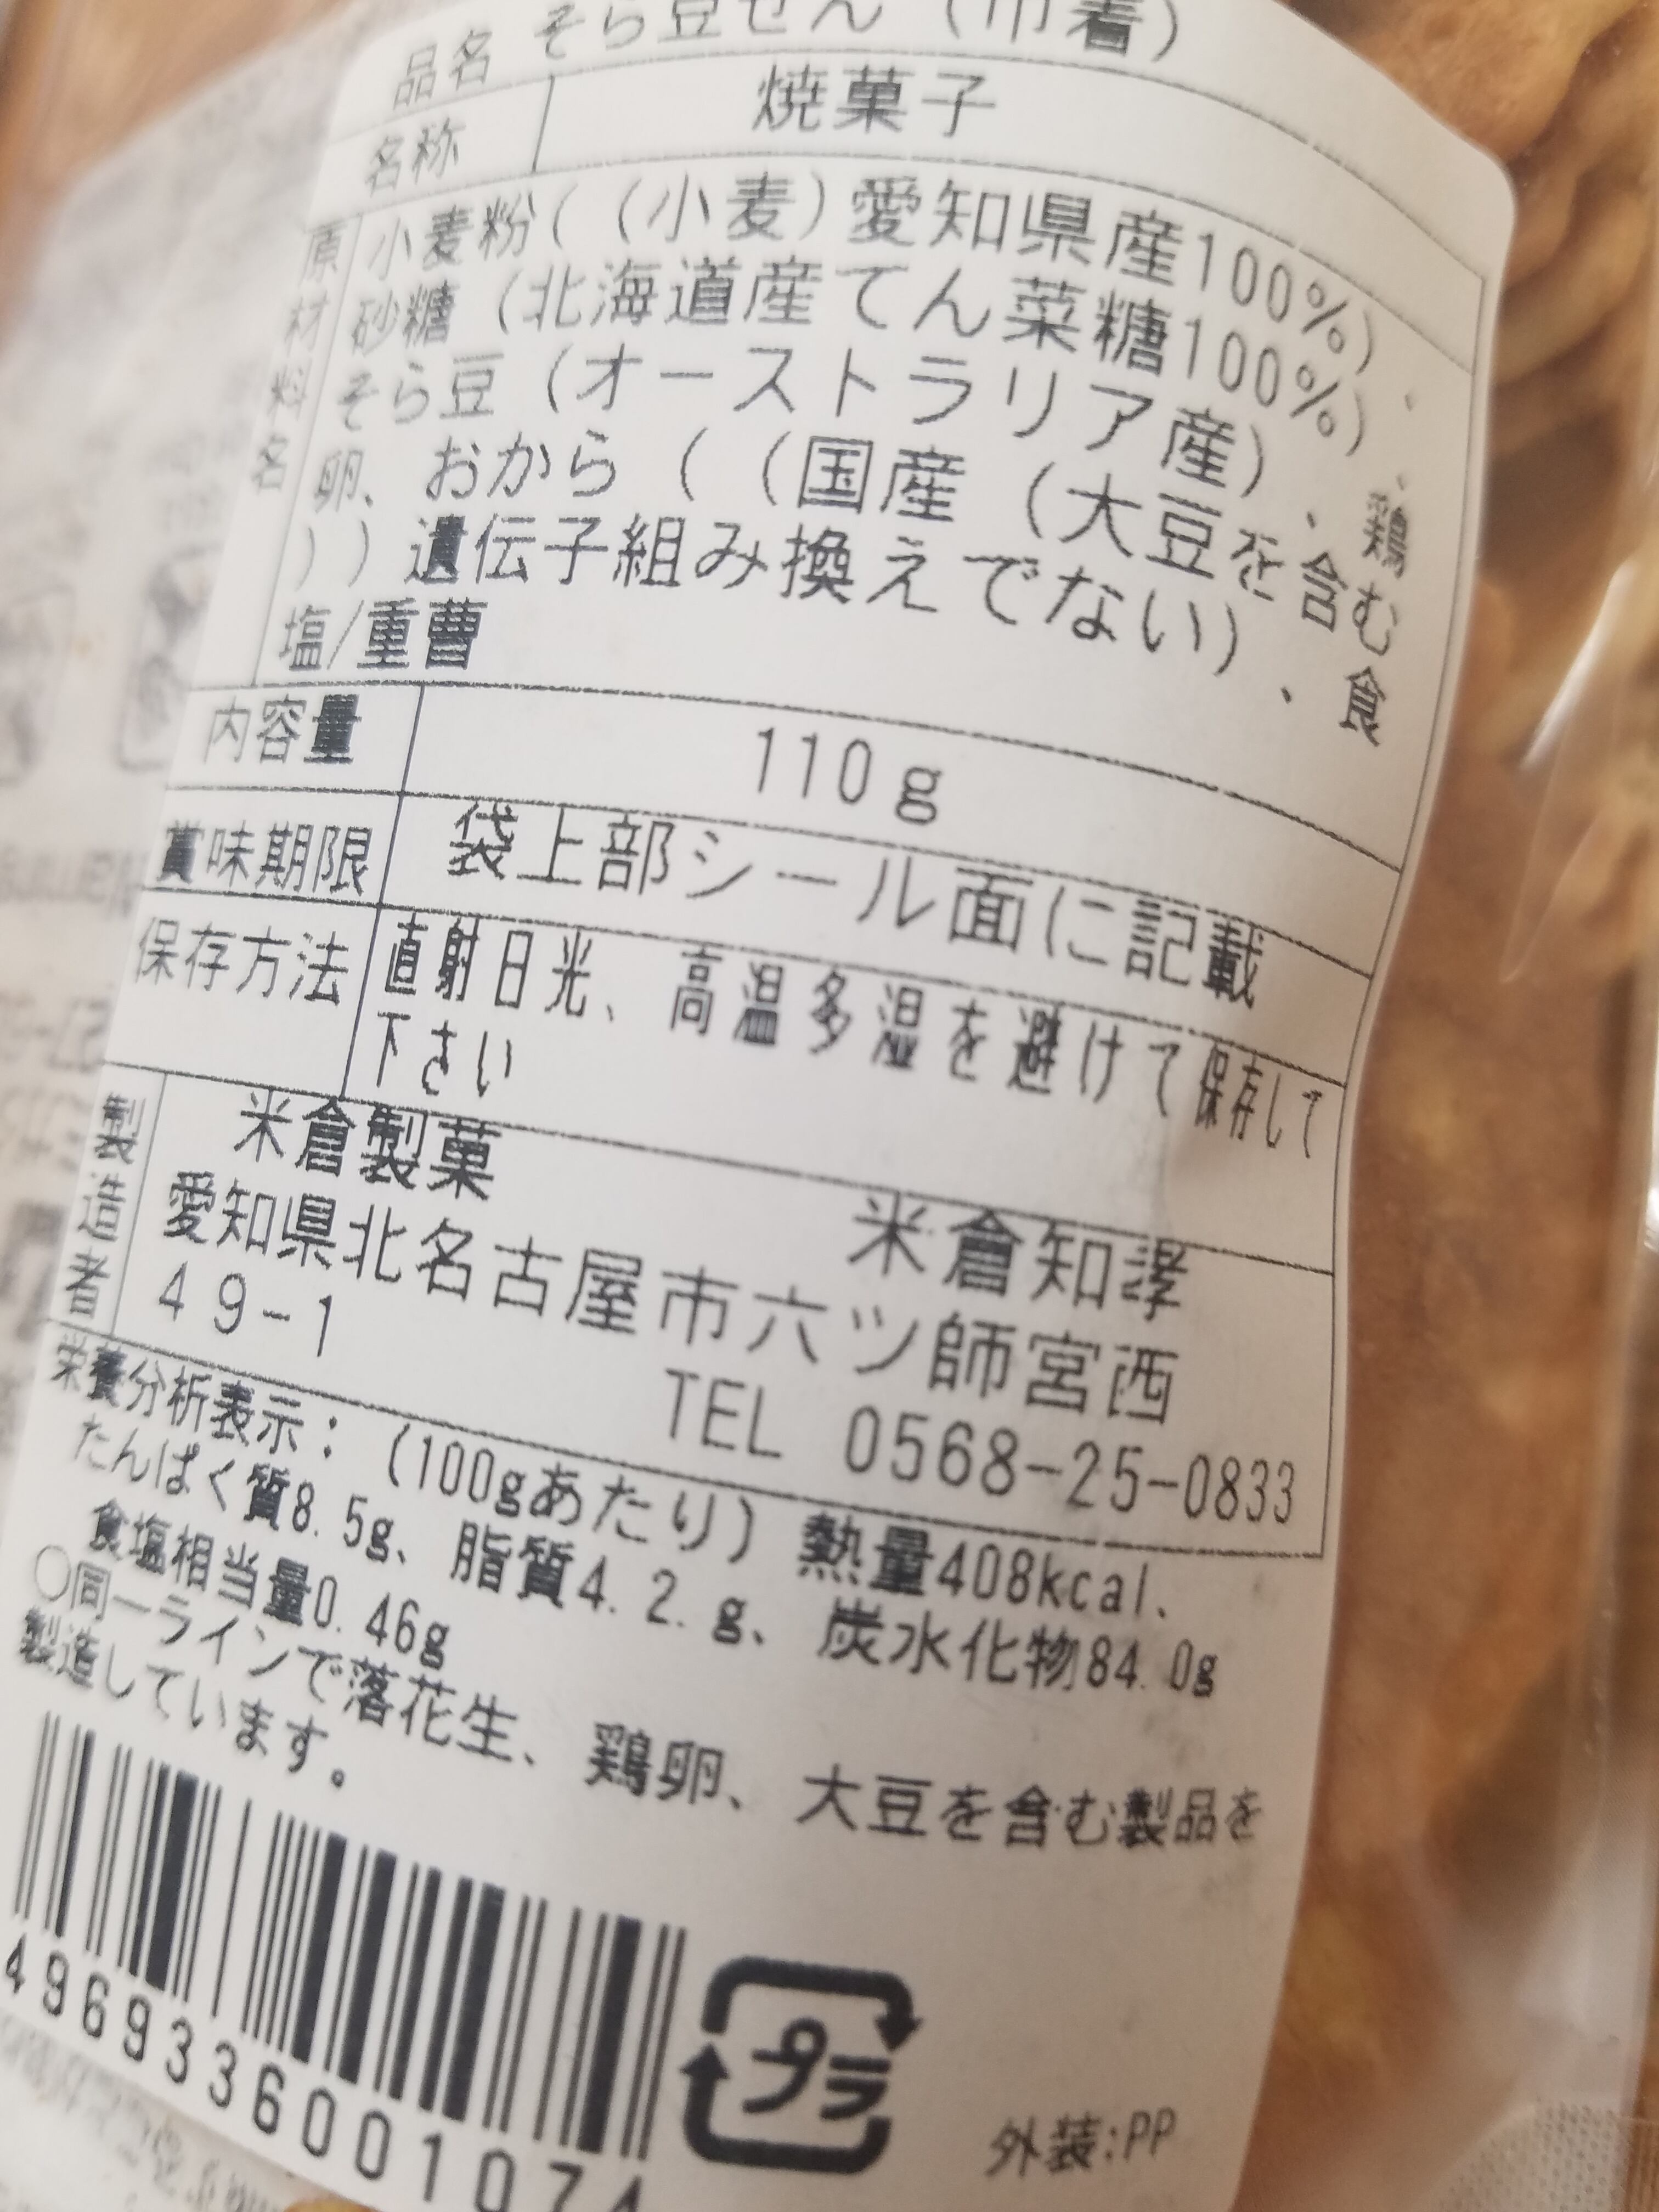 品名 そら豆せん（巾着）
名称 焼菓子
原材料名 小麦粉（（小麦）愛知県産100%）、
砂糖（北海道産てん菜糖100%）、
そら豆（オーストラリア産）、鶏
卵、おから（（国産（大豆を含む
））遺伝子組み換えでない）、食
塩/重曹
内容量 110g
賞味期限 袋上部シール面に記載
保存方法 直射日光、高温多湿を避けて保存して
下さい
製造者 米倉製菓 米倉知淳
愛知県北名古屋市六ツ師宮西
49-1 TEL 0568-25-0833
栄養分析表示：（100gあたり）熱量408kcal、
たんぱく質8.5g、脂質4.2.g、炭水化物84.0g
食塩相当量0.46g
○同一ラインで落花生、鶏卵、大豆を含む製品を
製造しています。
4969336001074
プラ
外装:PP